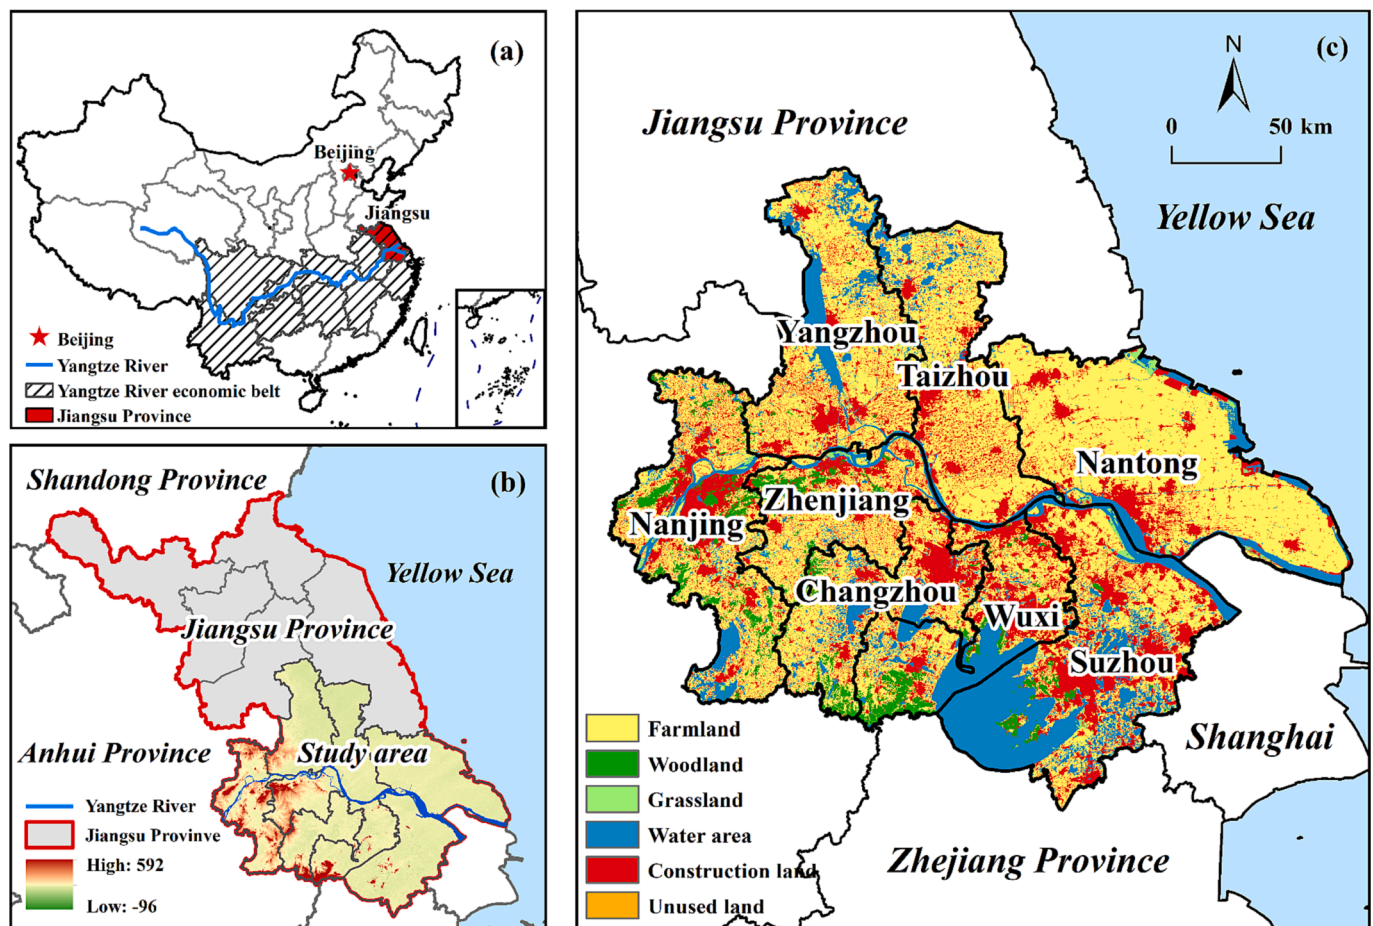 (a)
Beijing
Jiangsu
Beijing
Yangtze River
Yangtze River economic belt
Jiangsu Province
(b)
Shandong Province
Yellow Sea
Jiangsu Province
Anhui Province
Study area
Yangtze River
Jiangsu Provinve
High: 592
Low: -96
(c)
N
0 50 km
Jiangsu Province
Yellow Sea
Yangzhou
Taizhou
Nantong
Zhenjiang
Nanjing
Changzhou
Wuxi
Suzhou
Shanghai
Zhejiang Province
Farmland
Woodland
Grassland
Water area
Construction land
Unused land